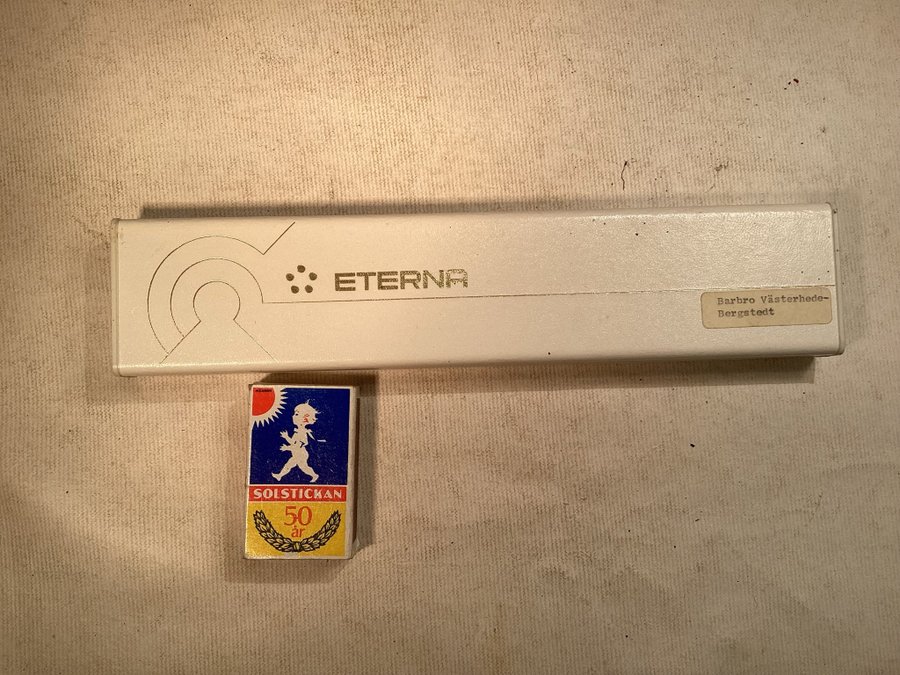 ETERNA
Barbro Västerhede-
Bergstedt
SOLSTICKAN
50
år